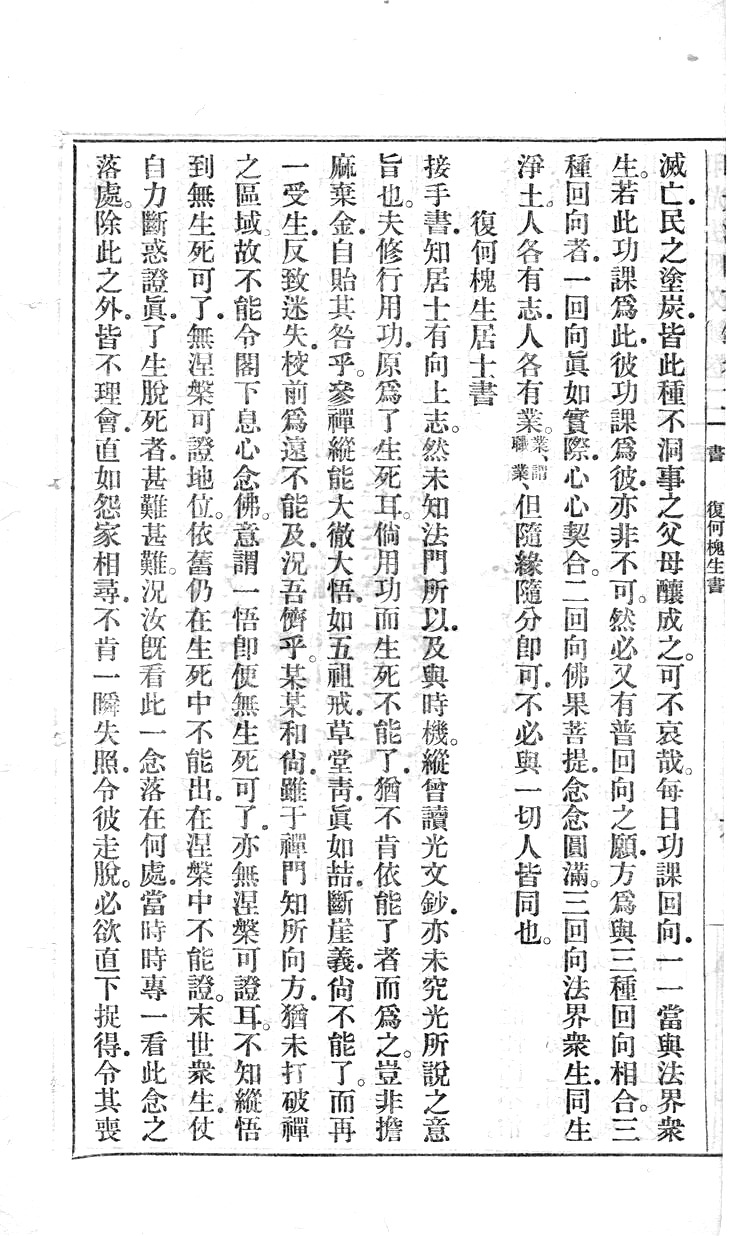 書　復何槐生書
滅亡。民之塗炭。皆此種不洞事之父母釀成之。可不哀哉。每日功課回向。一一當與法界衆
生。若此功課爲此。彼功課爲彼。亦非不可。然必又有普回向之願。方爲與三種回向相合。三
種回向者。一回向眞如實際。心心契合。二回向佛果菩提。念念圓滿。三回向法界衆生。同生
淨土。人各有志。人各有業。業、謂職業、但隨緣隨分卽可。不必與一切人皆同也。
復何槐生居士書
接手書。知居士有向上志。然未知法門所以。及與時機。縱曾讀光文鈔。亦未究光所說之意
旨也。夫修行用功。原爲了生死耳。倘用功而生死不能了。猶不肯依能了者而爲之。豈非擔
麻棄金。自貽其咎乎。參禪縱能大徹大悟。如五祖戒。草堂靑。眞如喆。斷崖義。尙不能了。而再
一受生。反致迷失。校前爲遠不能及。況吾儕乎。某某和尙。雖于禪門知所向方。猶未打破禪
之區域。故不能令閣下息心念佛。意謂一悟卽便無生死可了。亦無涅槃可證耳。不知縱悟
到無生死可了。無涅槃可證地位。依舊仍在生死中不能出。在涅槃中不能證。末世衆生。仗
自力斷惑證眞。了生脫死者。甚難甚難。況汝旣看此一念落在何處。當時時專一看此念之
落處。除此之外。皆不理會。直如怨家相尋。不肯一瞬失照。令彼走脫。必欲直下捉得。令其喪